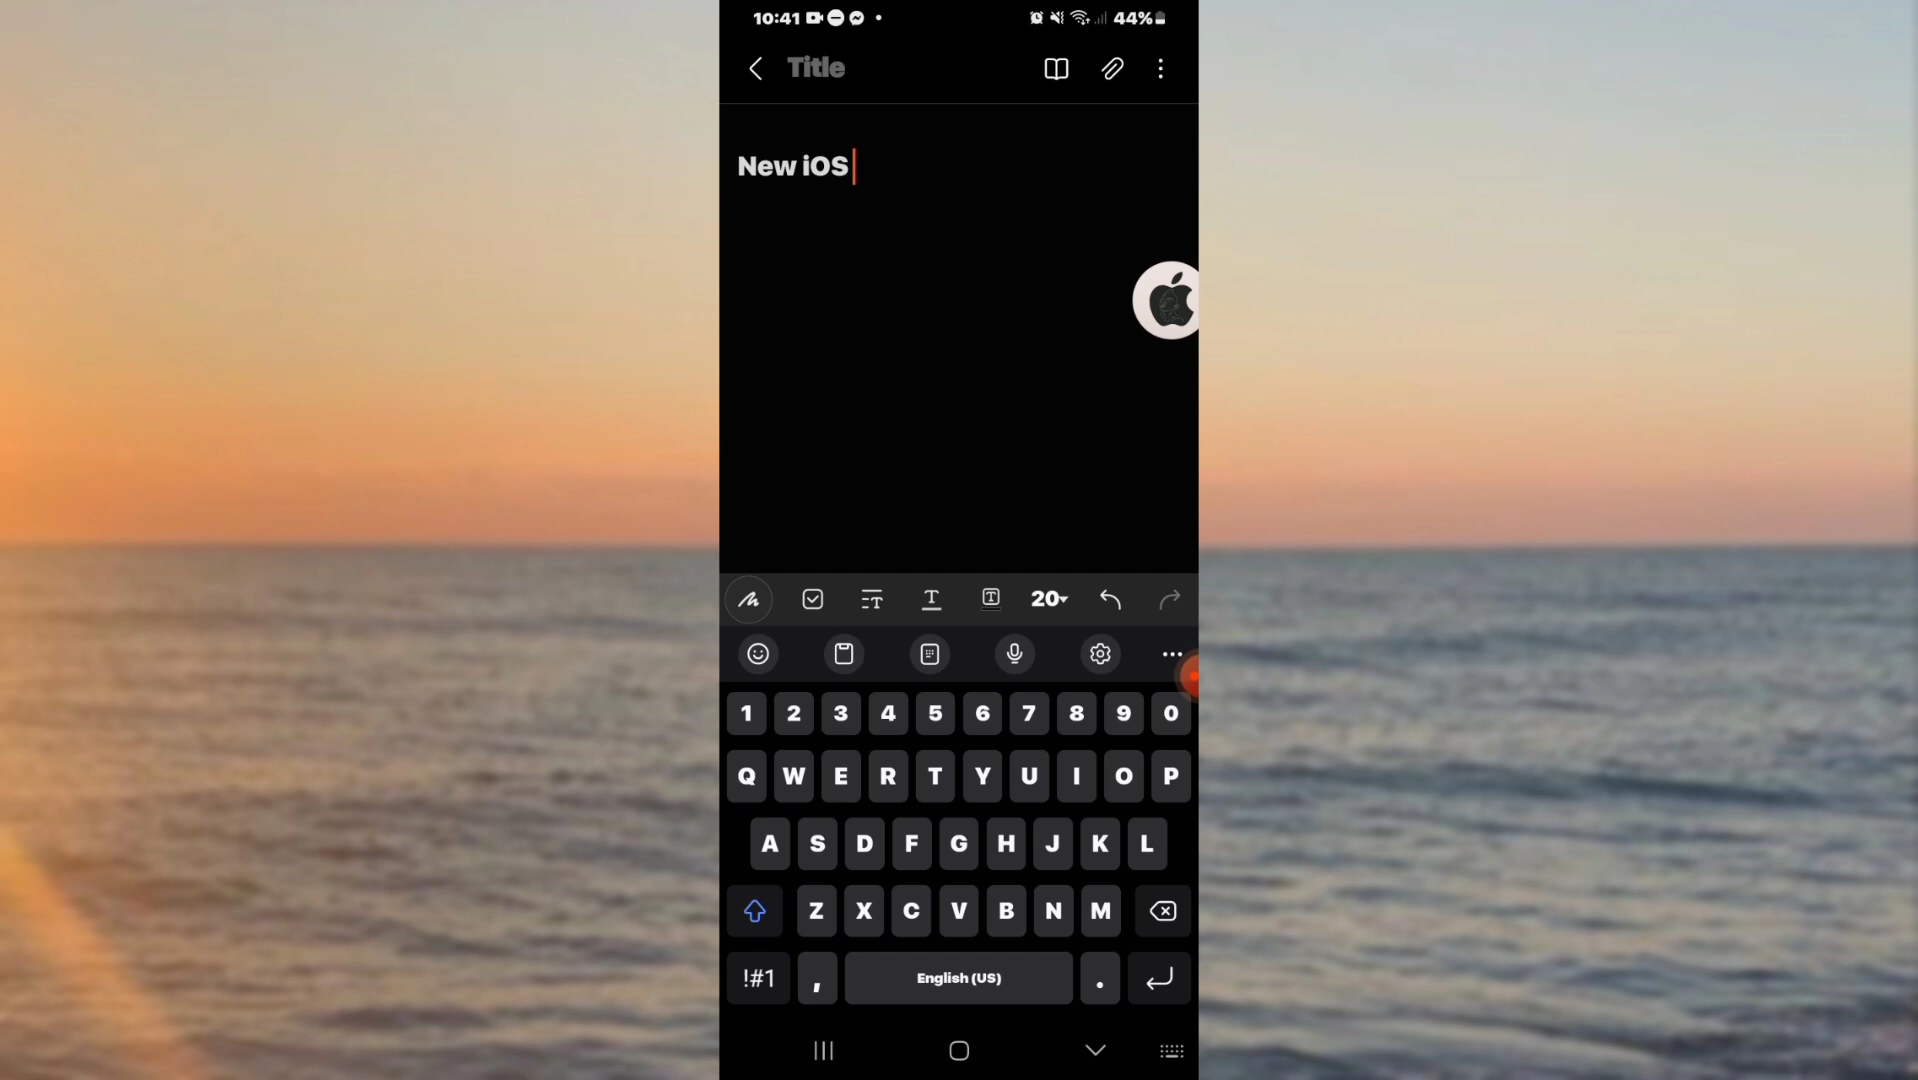 10:41
44%
Title
New iOS
20
1 2 3 4 5 6 7 8 9 0
Q W E R T Y U I O P
A S D F G H J K L
Z X C V B N M
!#1 , English (US) .